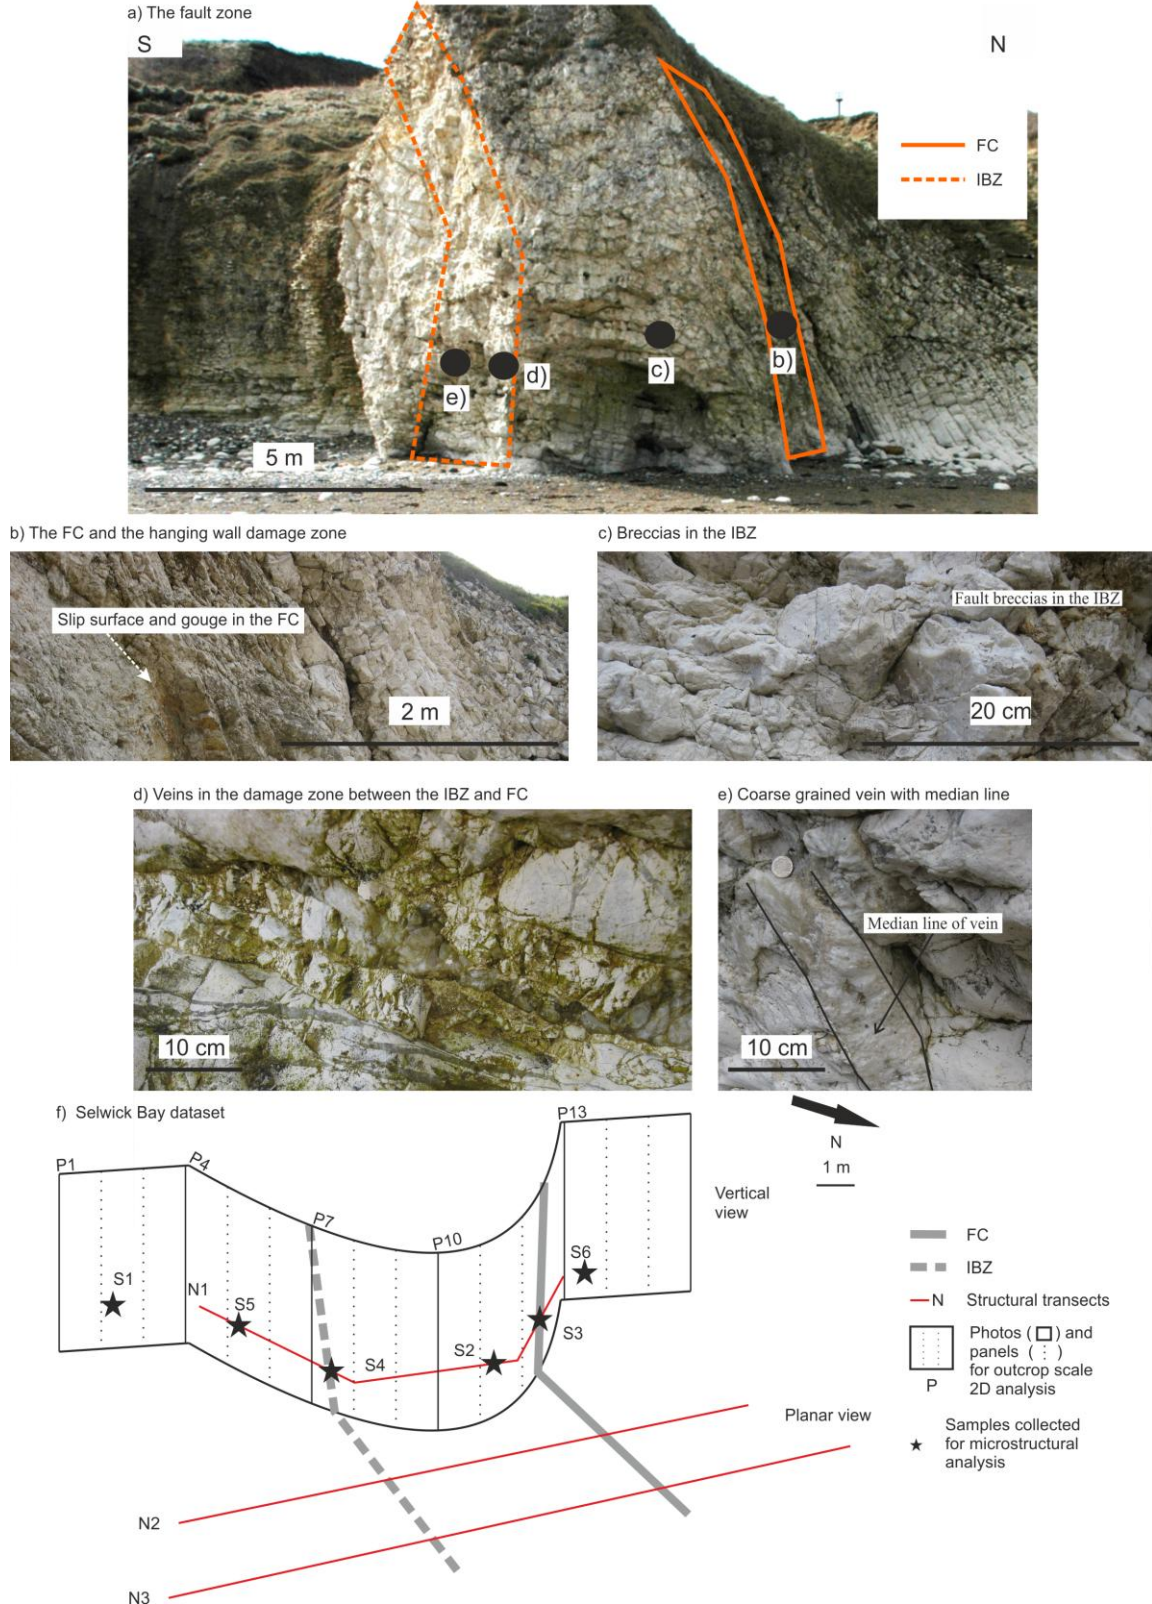 a) The fault zone
S
N
FC
IBZ
b)
c)
d)
e)
5 m
b) The FC and the hanging wall damage zone
c) Breccias in the IBZ
Slip surface and gouge in the FC
2 m
Fault breccias in the IBZ
20 cm
d) Veins in the damage zone between the IBZ and FC
e) Coarse grained vein with median line
10 cm
Median line of vein
10 cm
f) Selwick Bay dataset
N
1 m
P1
P4
P7
P10
P13
Vertical
view
S1
N1
S5
S4
S2
S3
S6
Planar view
N2
N3
FC
IBZ
N Structural transects
P
Photos ( ) and
panels ( )
for outcrop scale
2D analysis
Samples collected
for microstructural
analysis